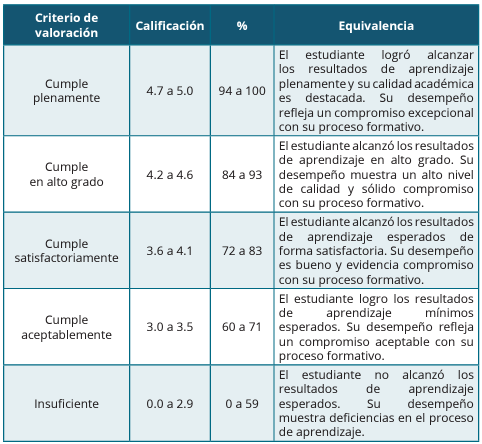 Criterio de
valoración
Calificación
%
Equivalencia
Cumple
plenamente
4.7 a 5.0
94 a 100
El estudiante logró alcanzar
los resultados de aprendizaje
plenamente y su calidad académica
es destacada. Su desempeño
refleja un compromiso excepcional
con su proceso formativo.
Cumple
en alto grado
4.2 a 4.6
84 a 93
El estudiante alcanzó los resultados
de aprendizaje en alto grado. Su
desempeño muestra un alto nivel
de calidad y sólido compromiso
con su proceso formativo.
Cumple
satisfactoriamente
3.6 a 4.1
72 a 83
El estudiante alcanzó los resultados
de aprendizaje esperados de
forma satisfactoria. Su desempeño
es bueno y evidencia compromiso
con su proceso formativo.
Cumple
aceptablemente
3.0 a 3.5
60 a 71
El estudiante logro los resultados
de aprendizaje mínimos
esperados. Su desempeño refleja
un compromiso aceptable con su
proceso formativo.
Insuficiente
0.0 a 2.9
0 a 59
El estudiante no alcanzó los
resultados de aprendizaje
esperados. Su desempeño
muestra deficiencias en el proceso
de aprendizaje.